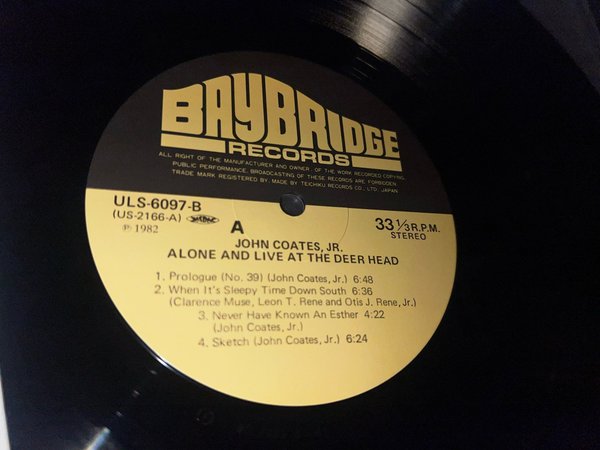 BAYBRIDGE
RECORDS
ALL RIGHT OF THE MANUFACTURER AND OWNER, OF THE WORK RECORDED COPYING
PUBLIC PERFORMANCE, BROADCASTING OF THESE RECORDS ARE FORBIDDEN.
TRADE MARK REGISTERED BY, MADE BY TEICHIKU RECORDS CO., LTD. JAPAN
ULS-6097-B
(US-2166-A)
℗ 1982
A
33 1/3 R.P.M.
STEREO
JOHN COATES, JR.
ALONE AND LIVE AT THE DEER HEAD
1. Prologue (No. 39) (John Coates, Jr.) 6:48
2. When It's Sleepy Time Down South 6:36
(Clarence Muse, Leon T. Rene and Otis J. Rene, Jr.)
3. Never Have Known An Esther 4:22
(John Coates, Jr.)
4. Sketch (John Coates, Jr.) 6:24